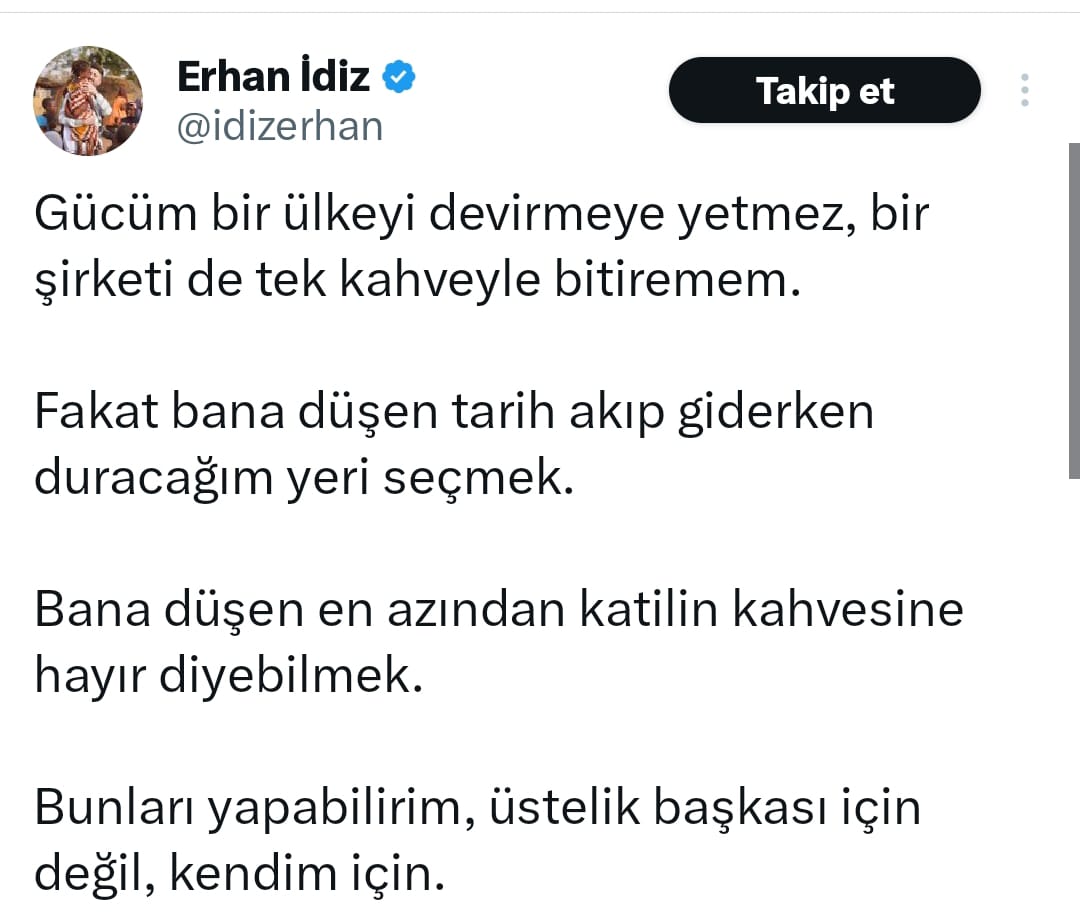 Erhan İdiz
@idizerhan
Takip et
Gücüm bir ülkeyi devirmeye yetmez, bir
şirketi de tek kahveyle bitiremem.
Fakat bana düşen tarih akıp giderken
duracağım yeri seçmek.
Bana düşen en azından katilin kahvesine
hayır diyebilmek.
Bunları yapabilirim, üstelik başkası için
değil, kendim için.